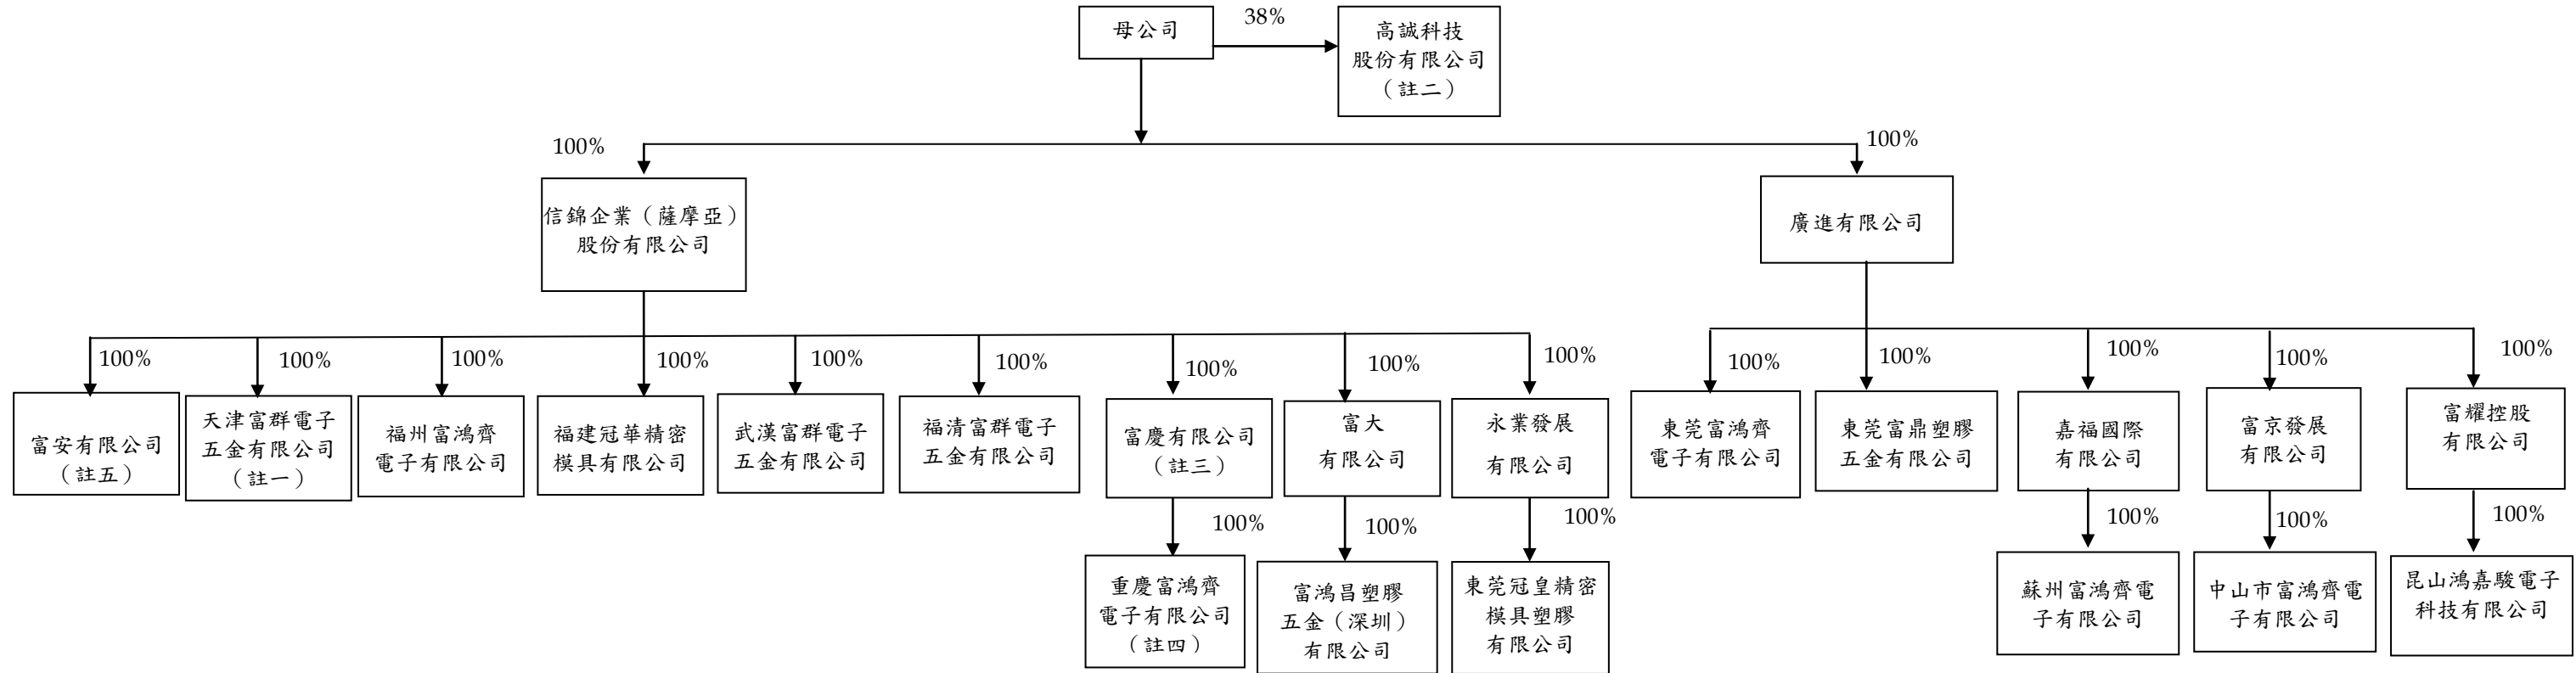 母公司
38%
高誠科技
股份有限公司
（註二）
100%
100%
信錦企業（薩摩亞）
股份有限公司
廣進有限公司
100%
100%
100%
100%
100%
100%
100%
100%
100%
100%
100%
100%
100%
100%
富安有限公司
（註五）
天津富群電子
五金有限公司
（註一）
福州富鴻齊
電子有限公司
福建冠華精密
模具有限公司
武漢富群電子
五金有限公司
福清富群電子
五金有限公司
富慶有限公司
（註三）
富大
有限公司
永業發展
有限公司
東莞富鴻齊
電子有限公司
東莞富鼎塑膠
五金有限公司
嘉福國際
有限公司
富京發展
有限公司
富耀控股
有限公司
100%
100%
100%
100%
100%
100%
重慶富鴻齊
電子有限公司
（註四）
富鴻昌塑膠
五金（深圳）
有限公司
東莞冠皇精密
模具塑膠
有限公司
蘇州富鴻齊電
子有限公司
中山市富鴻齊電
子有限公司
昆山鴻嘉駿電子
科技有限公司